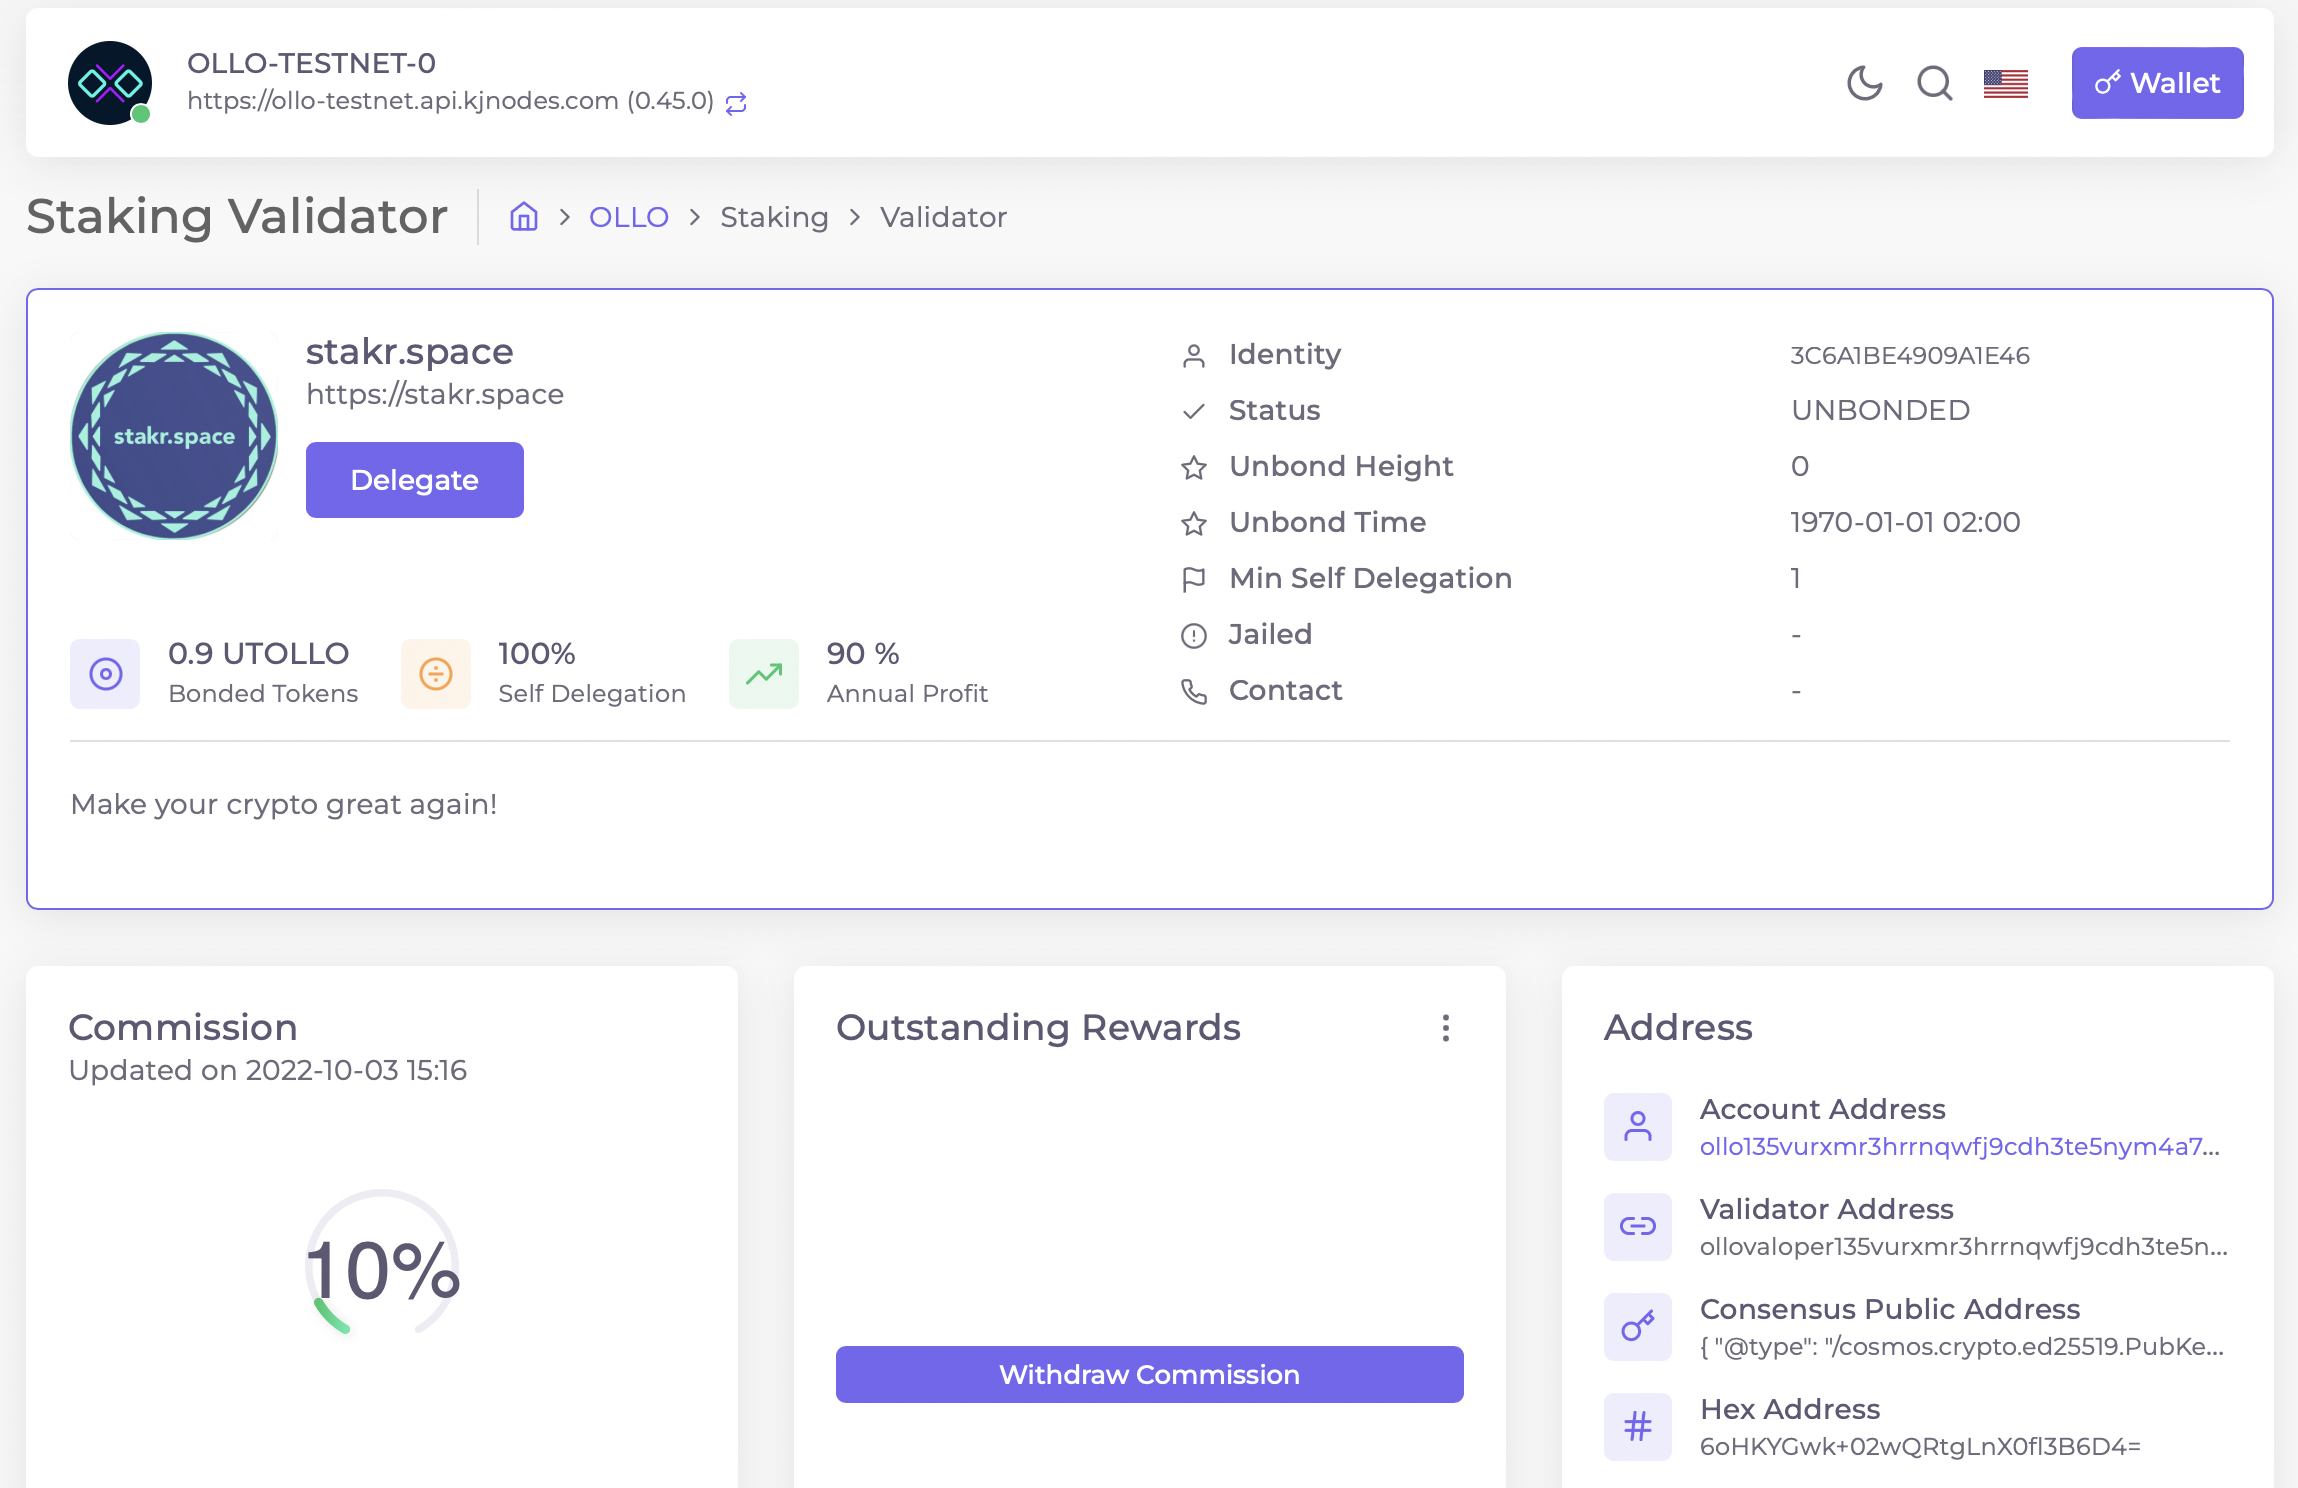 OLLO-TESTNET-0
https://ollo-testnet.api.kjnodes.com (0.45.0)
Wallet
Staking Validator
OLLO > Staking > Validator
stakr.space
stakr.space
https://stakr.space
Delegate
0.9 UTOLLO
Bonded Tokens
100%
Self Delegation
90 %
Annual Profit
Identity 3C6A1BE4909A1E46
Status UNBONDED
Unbond Height 0
Unbond Time 1970-01-01 02:00
Min Self Delegation 1
Jailed -
Contact -
Make your crypto great again!
Commission
Updated on 2022-10-03 15:16
10%
Outstanding Rewards
Withdraw Commission
Address
Account Address
ollo135vurxmr3hrrnqwfj9cdh3te5nym4a7...
Validator Address
ollovaloper135vurxmr3hrrnqwfj9cdh3te5n...
Consensus Public Address
{ "@type": "/cosmos.crypto.ed25519.PubKe...
Hex Address
6oHKYGwk+02wQRtgLnX0fl3B6D4=